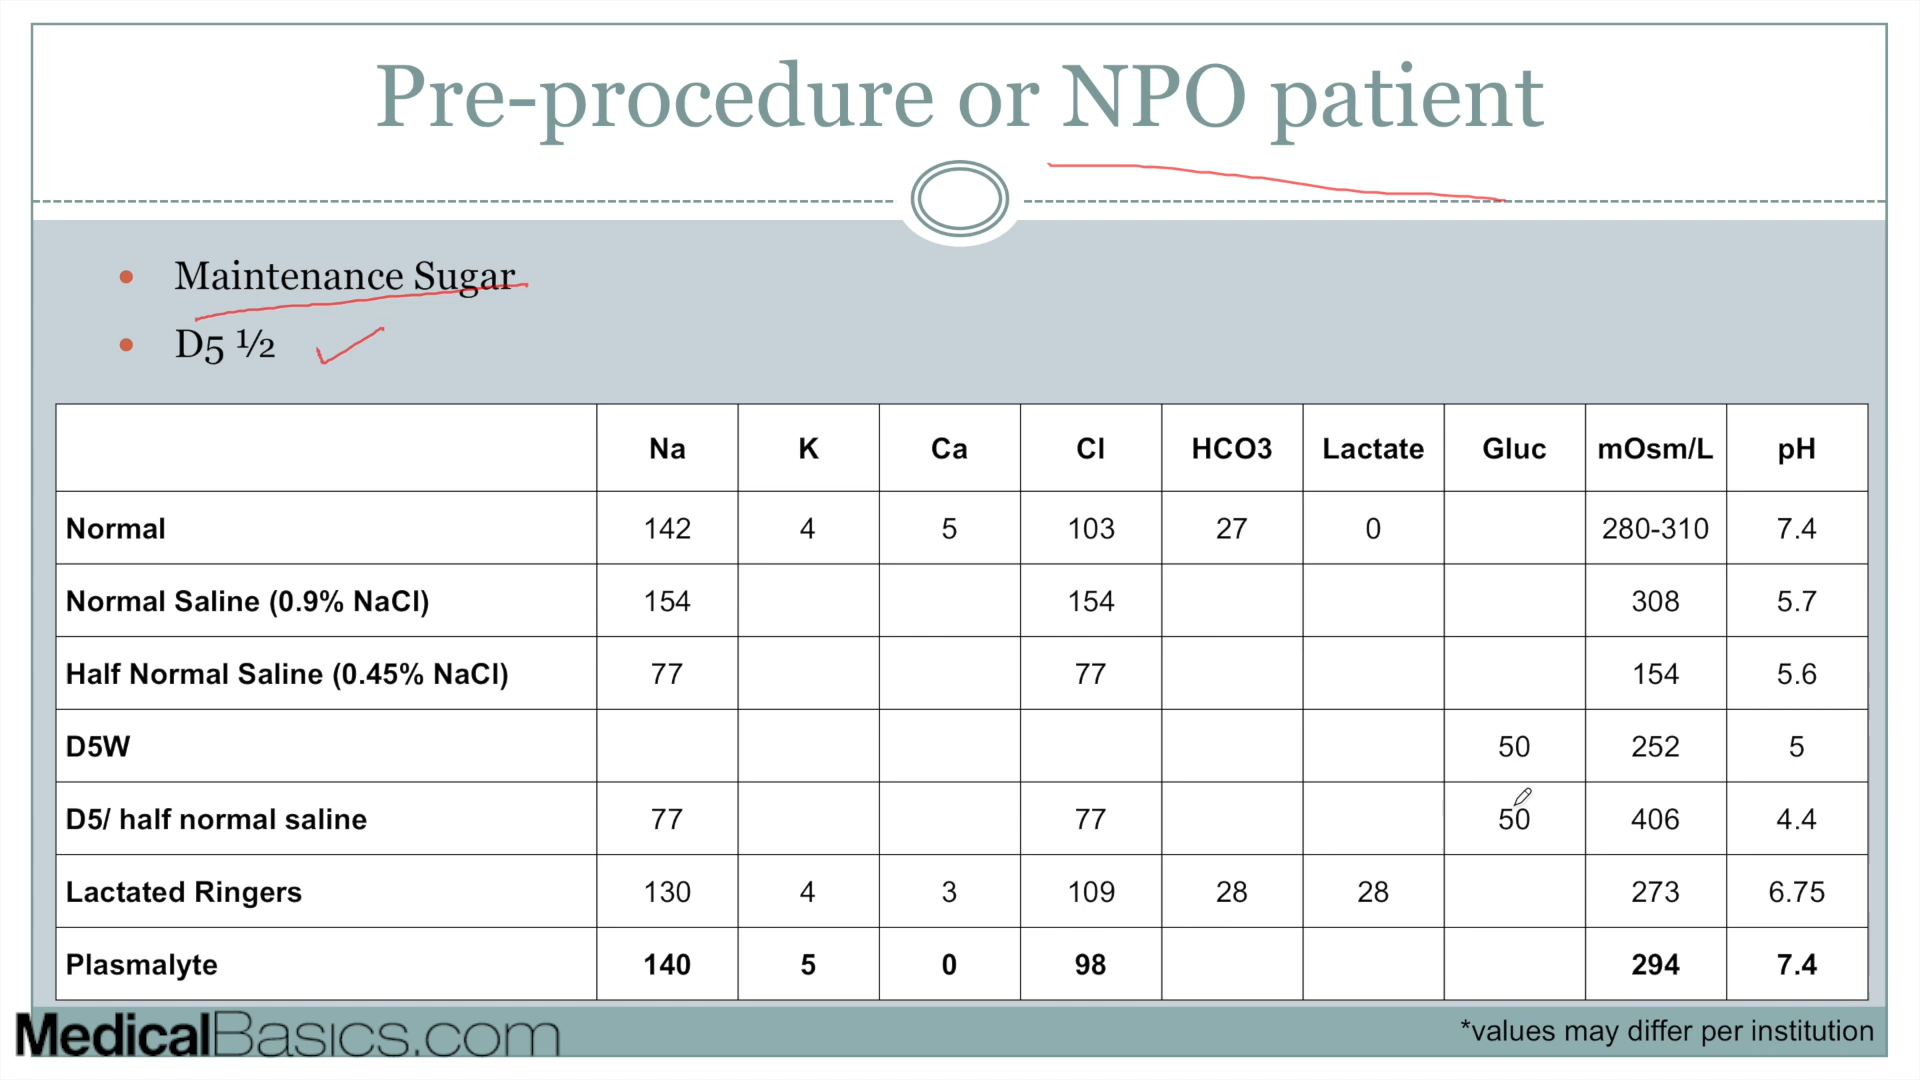 Pre-procedure or NPO patient
• Maintenance Sugar
• D5 ½
Na K Ca Cl HCO3 Lactate Gluc mOsm/L pH
Normal 142 4 5 103 27 0 280-310 7.4
Normal Saline (0.9% NaCl) 154 154 308 5.7
Half Normal Saline (0.45% NaCl) 77 77 154 5.6
D5W 50 252 5
D5/ half normal saline 77 77 50 406 4.4
Lactated Ringers 130 4 3 109 28 28 273 6.75
Plasmalyte 140 5 0 98 294 7.4
MedicalBasics.com
*values may differ per institution